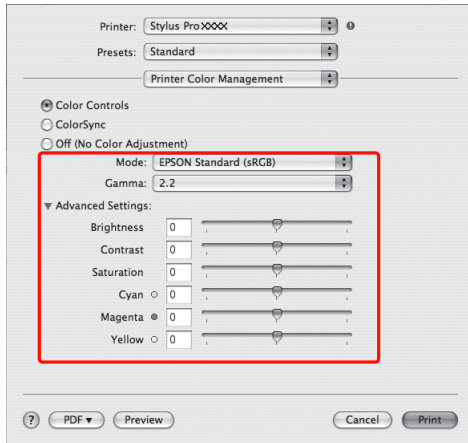 Printer: Stylus Pro XXXX
Presets: Standard
Printer Color Management
Color Controls
ColorSync
Off (No Color Adjustment)
Mode: EPSON Standard (sRGB)
Gamma: 2.2
Advanced Settings:
Brightness 0
Contrast 0
Saturation 0
Cyan 0
Magenta 0
Yellow 0
? PDF▼ Preview Cancel Print